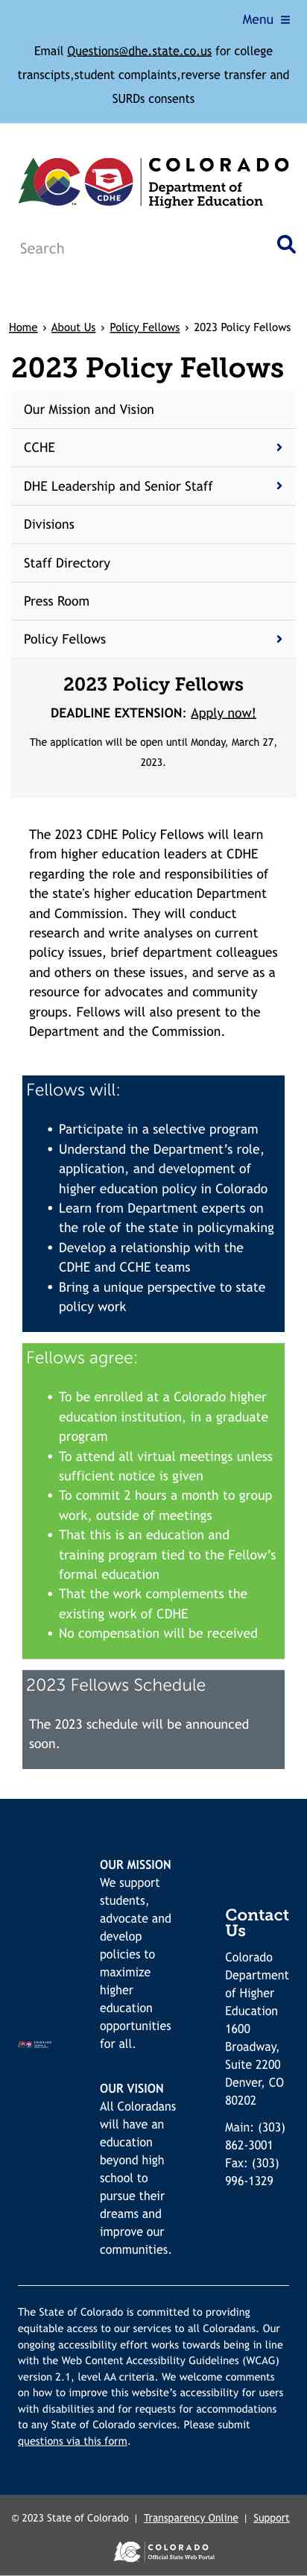 Menu ≡
Email Questions@dhe.state.co.us for college
transcipts,student complaints,reverse transfer and
SURDs consents
CO
CDHE
COLORADO
Department of
Higher Education
Search
Home › About Us › Policy Fellows › 2023 Policy Fellows
2023 Policy Fellows
Our Mission and Vision
CCHE
DHE Leadership and Senior Staff
Divisions
Staff Directory
Press Room
Policy Fellows
2023 Policy Fellows
DEADLINE EXTENSION: Apply now!
The application will be open until Monday, March 27,
2023.
The 2023 CDHE Policy Fellows will learn
from higher education leaders at CDHE
regarding the role and responsibilities of
the state's higher education Department
and Commission. They will conduct
research and write analyses on current
policy issues, brief department colleagues
and others on these issues, and serve as a
resource for advocates and community
groups. Fellows will also present to the
Department and the Commission.
Fellows will:
• Participate in a selective program
• Understand the Department's role,
application, and development of
higher education policy in Colorado
• Learn from Department experts on
the role of the state in policymaking
• Develop a relationship with the
CDHE and CCHE teams
• Bring a unique perspective to state
policy work
Fellows agree:
• To be enrolled at a Colorado higher
education institution, in a graduate
program
• To attend all virtual meetings unless
sufficient notice is given
• To commit 2 hours a month to group
work, outside of meetings
• That this is an education and
training program tied to the Fellow's
formal education
• That the work complements the
existing work of CDHE
• No compensation will be received
2023 Fellows Schedule
The 2023 schedule will be announced
soon.
OUR MISSION
We support
students,
advocate and
develop
policies to
maximize
higher
education
opportunities
for all.
OUR VISION
All Coloradans
will have an
education
beyond high
school to
pursue their
dreams and
improve our
communities.
Contact
Us
Colorado
Department
of Higher
Education
1600
Broadway,
Suite 2200
Denver, CO
80202
Main: (303)
862-3001
Fax: (303)
996-1329
The State of Colorado is committed to providing
equitable access to our services to all Coloradans. Our
ongoing accessibility effort works towards being in line
with the Web Content Accessibility Guidelines (WCAG)
version 2.1, level AA criteria. We welcome comments
on how to improve this website's accessibility for users
with disabilities and for requests for accommodations
to any State of Colorado services. Please submit
questions via this form.
© 2023 State of Colorado | Transparency Online | Support
CO
COLORADO
Official State Web Portal